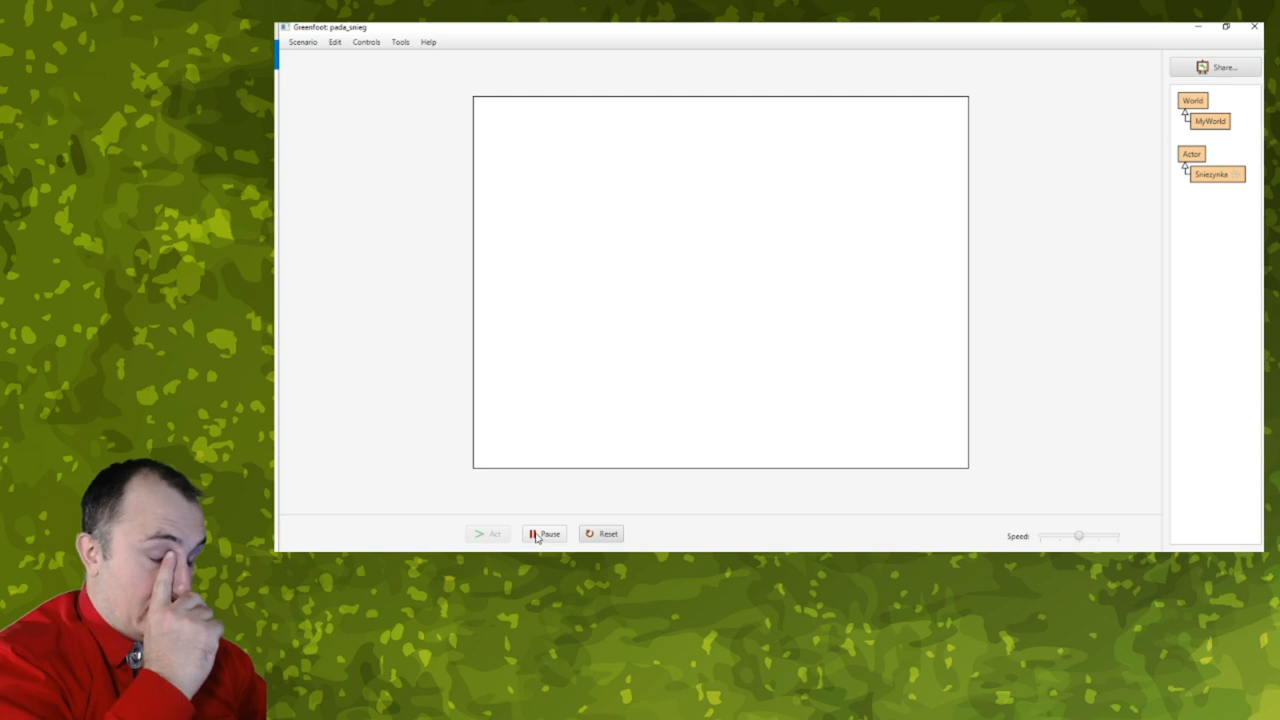 Greenfoot: pada_snieg
Scenario Edit Controls Tools Help
Share...
World
MyWorld
Actor
Sniezynka
Act Pause Reset
Speed: